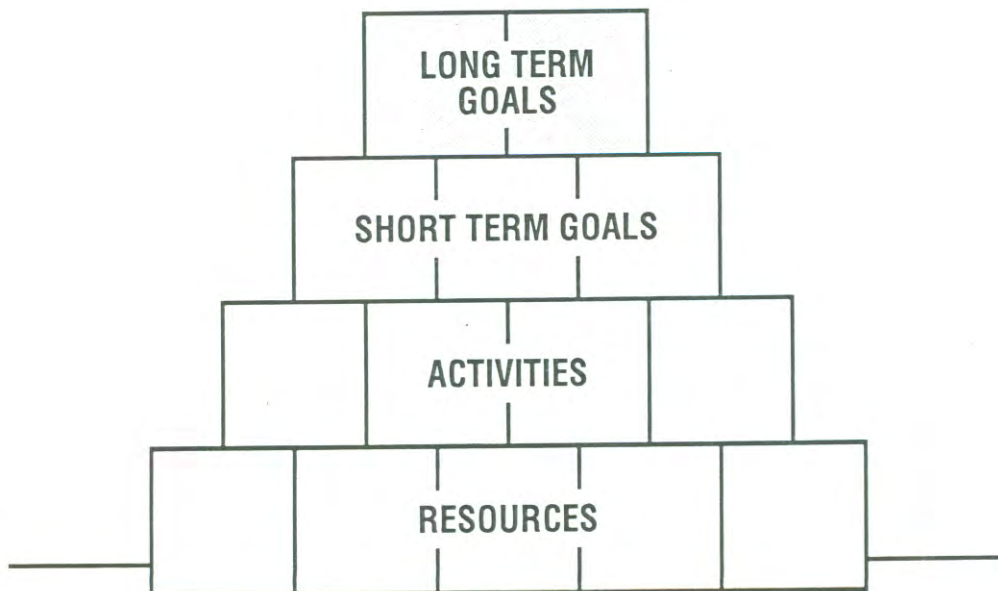 LONG TERM
GOALS
SHORT TERM GOALS
ACTIVITIES
RESOURCES